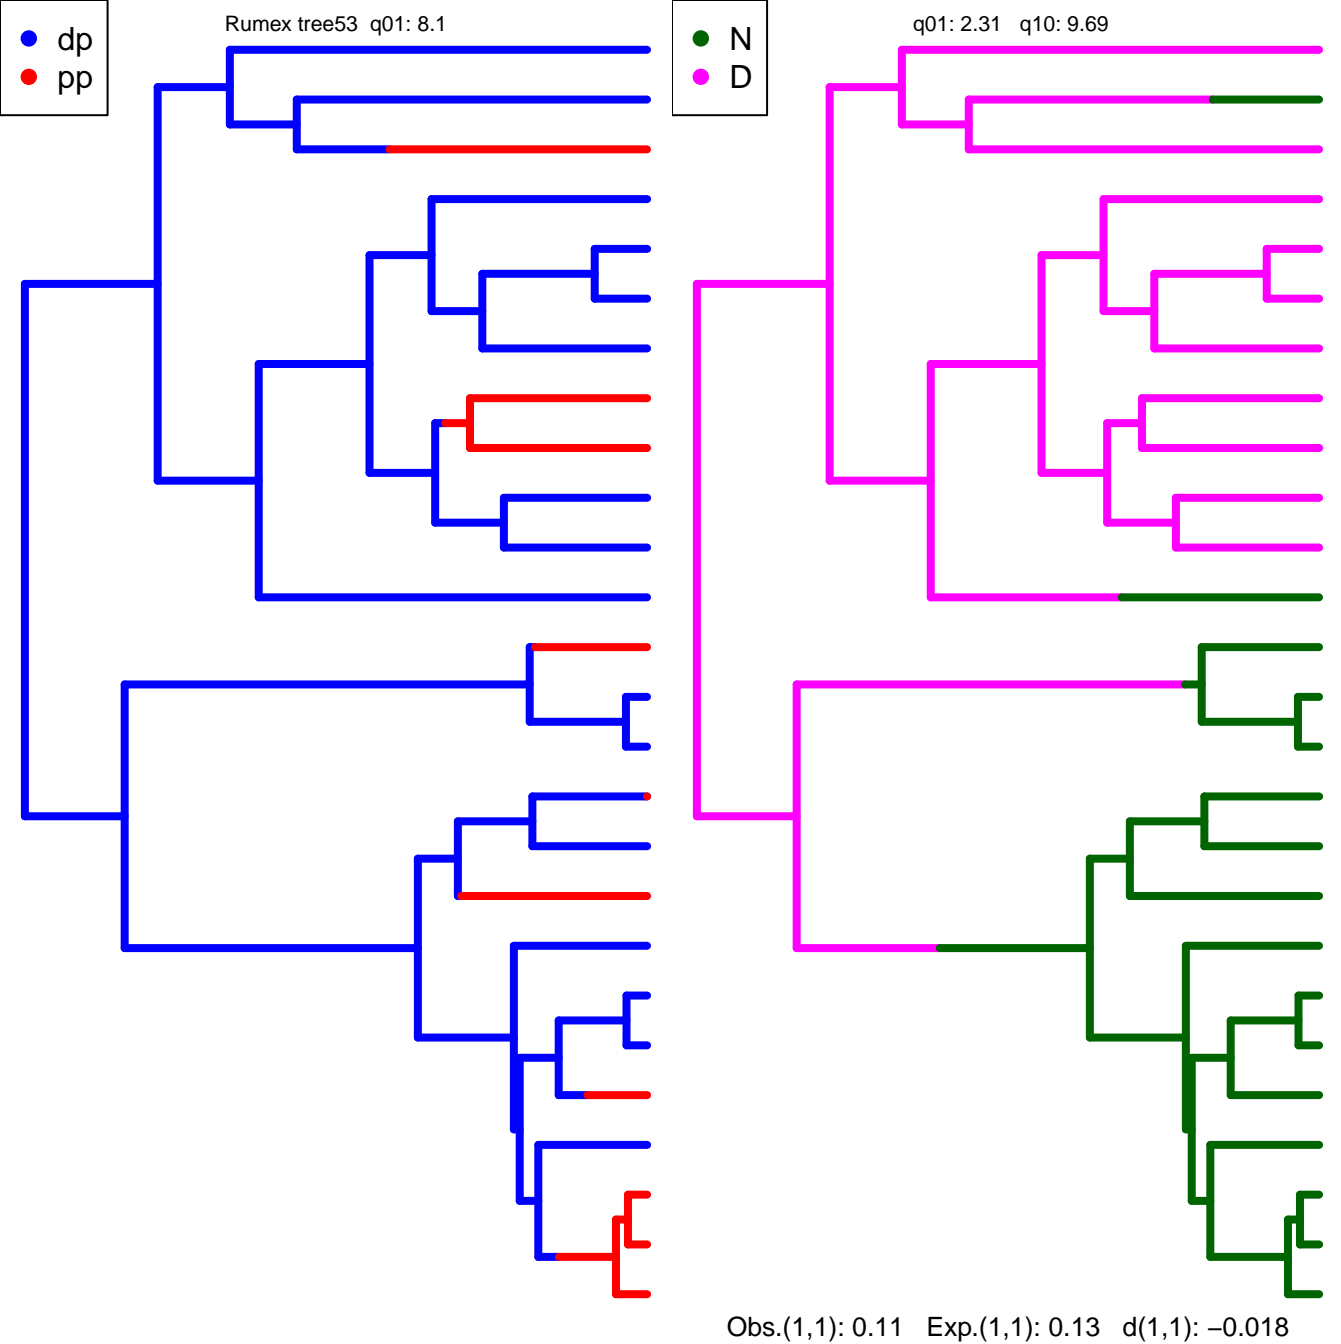 Rumex tree53 q01: 8.1
dp
pp
q01: 2.31 q10: 9.69
N
D
Obs.(1,1): 0.11 Exp.(1,1): 0.13 d(1,1): −0.018